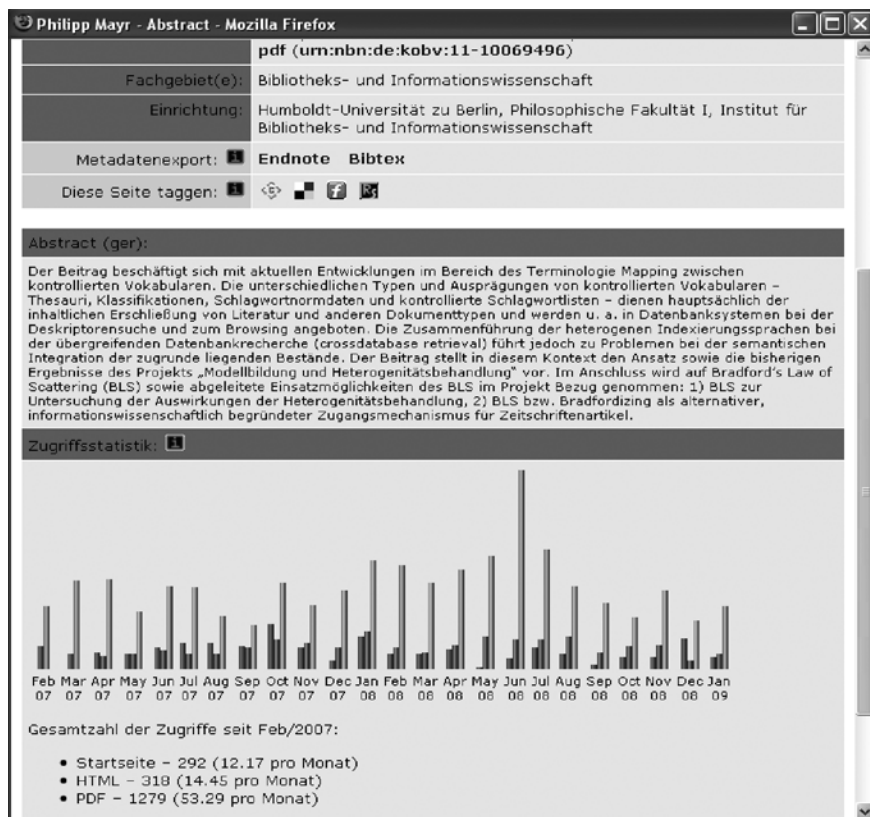 Philipp Mayr - Abstract - Mozilla Firefox
pdf (urn:nbn:de:kobv:11-10069496)
Fachgebiet(e): Bibliotheks- und Informationswissenschaft
Einrichtung: Humboldt-Universität zu Berlin, Philosophische Fakultät I, Institut für
Bibliotheks- und Informationswissenschaft
Metadatenexport: i Endnote Bibtex
Diese Seite taggen: i
Abstract (ger):
Der Beitrag beschäftigt sich mit aktuellen Entwicklungen im Bereich des Terminologie Mapping zwischen
kontrollierten Vokabularen. Die unterschiedlichen Typen und Ausprägungen von kontrollierten Vokabularen –
Thesauri, Klassifikationen, Schlagwortnormdaten und kontrollierte Schlagwortlisten – dienen hauptsächlich der
inhaltlichen Erschließung von Literatur und anderen Dokumenttypen und werden u. a. in Datenbanksystemen bei der
Deskriptorensuche und zum Browsing angeboten. Die Zusammenführung der heterogenen Indexierungssprachen bei
der übergreifenden Datenbankrecherche (crossdatabase retrieval) führt jedoch zu Problemen bei der semantischen
Integration der zugrunde liegenden Bestände. Der Beitrag stellt in diesem Kontext den Ansatz sowie die bisherigen
Ergebnisse des Projekts „Modellbildung und Heterogenitätsbehandlung" vor. Im Anschluss wird auf Bradford's Law of
Scattering (BLS) sowie abgeleitete Einsatzmöglichkeiten des BLS im Projekt Bezug genommen: 1) BLS zur
Untersuchung der Auswirkungen der Heterogenitätsbehandlung, 2) BLS bzw. Bradfordizing als alternativer,
informationswissenschaftlich begründeter Zugangsmechanismus für Zeitschriftenartikel.
Zugriffsstatistik: i
Feb Mar Apr May Jun Jul Aug Sep Oct Nov Dec Jan Feb Mar Apr May Jun Jul Aug Sep Oct Nov Dec Jan
07 07 07 07 07 07 07 07 07 07 07 08 08 08 08 08 08 08 08 08 08 08 08 09
Gesamtzahl der Zugriffe seit Feb/2007:
• Startseite – 292 (12.17 pro Monat)
• HTML – 318 (14.45 pro Monat)
• PDF – 1279 (53.29 pro Monat)